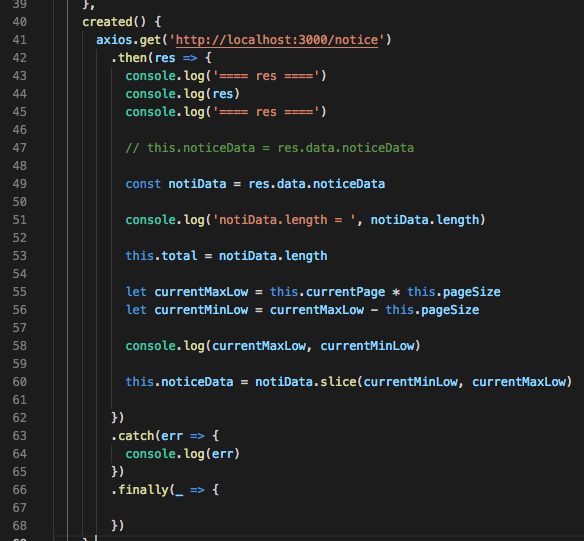 39 },
40 created() {
41 axios.get('http://localhost:3000/notice')
42 .then(res => {
43 console.log('==== res ====')
44 console.log(res)
45 console.log('==== res ====')
46
47 // this.noticeData = res.data.noticeData
48
49 const notiData = res.data.noticeData
50
51 console.log('notiData.length = ', notiData.length)
52
53 this.total = notiData.length
54
55 let currentMaxLow = this.currentPage * this.pageSize
56 let currentMinLow = currentMaxLow - this.pageSize
57
58 console.log(currentMaxLow, currentMinLow)
59
60 this.noticeData = notiData.slice(currentMinLow, currentMaxLow)
61
62 })
63 .catch(err => {
64 console.log(err)
65 })
66 .finally(_ => {
67
68 })
69 }